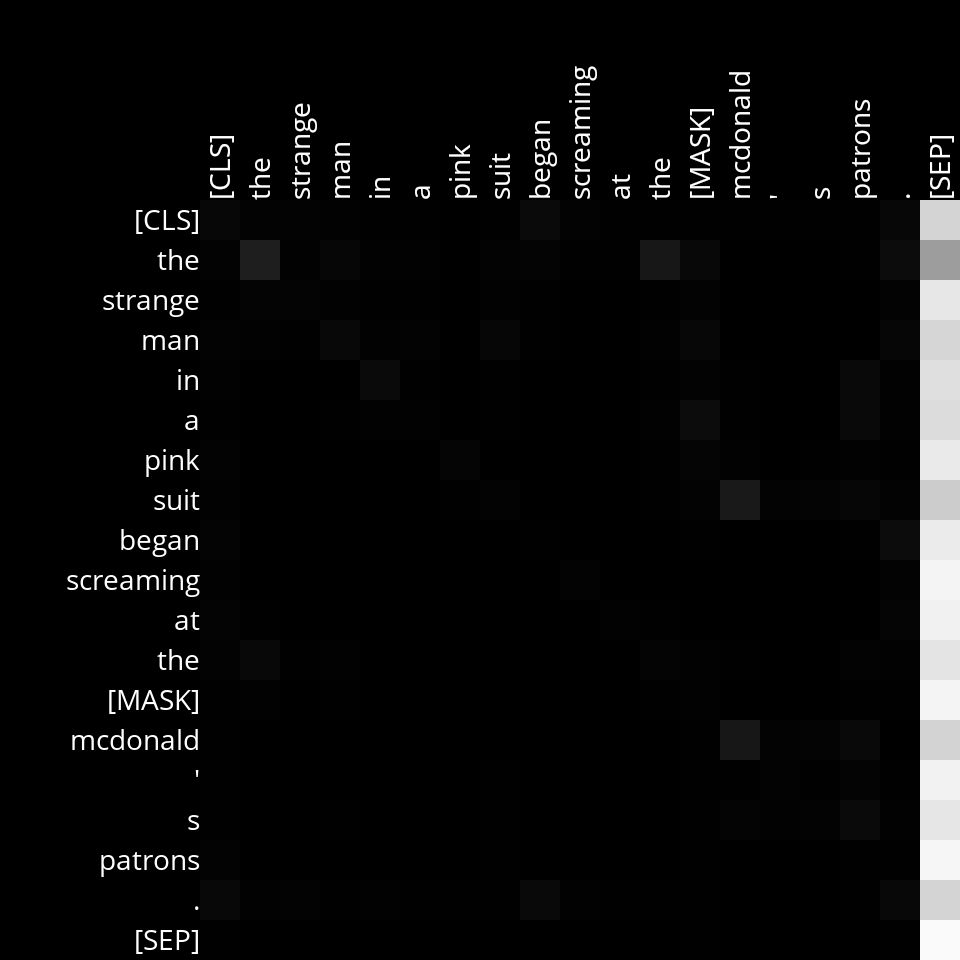 [CLS] the strange man in a pink suit began screaming at the [MASK] mcdonald ' s patrons . [SEP]
[CLS]
the
strange
man
in
a
pink
suit
began
screaming
at
the
[MASK]
mcdonald
'
s
patrons
.
[SEP]